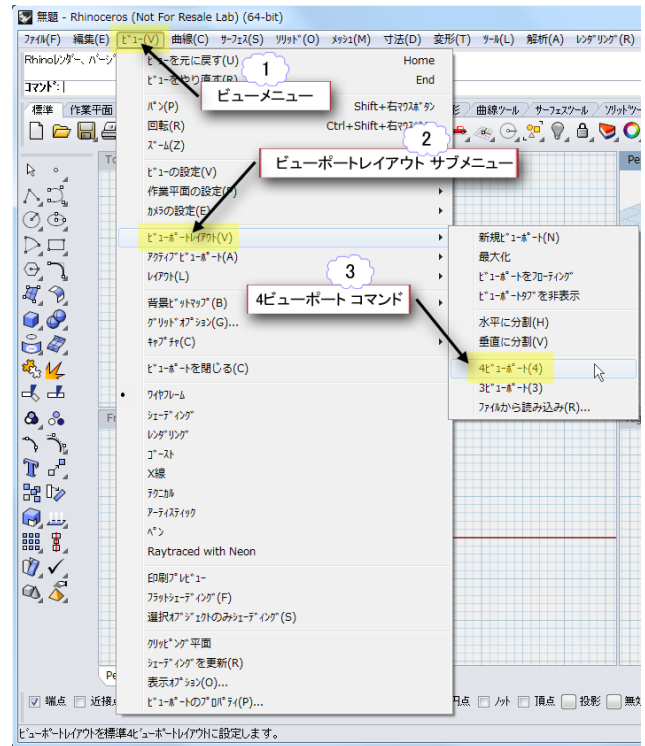 無題 - Rhinoceros (Not For Resale Lab) (64-bit)
ﾌｧｲﾙ(F) 編集(E) ﾋﾞｭｰ(V) 曲線(C) ｻｰﾌｪｽ(S) ｿﾘｯﾄﾞ(O) ﾒｯｼｭ(M) 寸法(D) 変形(T) ﾂｰﾙ(L) 解析(A) ﾚﾝﾀﾞﾘﾝｸﾞ(R)
Rhinoﾚﾝﾀﾞｰ、
ｺﾏﾝﾄﾞ:
標準 作業平面
曲線ﾂｰﾙ ｻｰﾌｪｽﾂｰﾙ
ﾋﾞｭｰを元に戻す(U) Home
ﾋﾞｭｰをやり直す(R) End
1
ビューメニュー
ﾊﾟﾝ(P) Shift+右ﾏｳｽﾎﾞﾀﾝ
回転(R) Ctrl+Shift+右ﾏｳｽ
ｽﾞｰﾑ(Z)
2
ビューポートレイアウト サブメニュー
ﾋﾞｭｰの設定(V)
作業平面の設定(P)
ｶﾒﾗの設定(E)
ﾋﾞｭｰﾎﾟｰﾄﾚｲｱｳﾄ(V)
ｱｸﾃｨﾌﾞﾋﾞｭｰﾎﾟｰﾄ(A)
ﾚｲｱｳﾄ(L)
3
4ビューポート コマンド
背景ﾋﾞｯﾄﾏｯﾌﾟ(B)
ｸﾞﾘｯﾄﾞｵﾌﾟｼｮﾝ(G)...
ｷｬﾌﾟﾁｬ(C)
ﾋﾞｭｰﾎﾟｰﾄを閉じる(C)
ﾜｲﾔﾌﾚｰﾑ
ｼｪｰﾃﾞｨﾝｸﾞ
ﾚﾝﾀﾞﾘﾝｸﾞ
ｺﾞｰｽﾄ
X線
ﾃｸﾆｶﾙ
ｱｰﾃｨｽﾃｨｯｸ
ﾍﾟﾝ
Raytraced with Neon
印刷ﾌﾟﾚﾋﾞｭｰ
ﾌﾗｯﾄｼｪｰﾃﾞｨﾝｸﾞ(F)
選択ｵﾌﾞｼﾞｪｸﾄのみｼｪｰﾃﾞｨﾝｸﾞ(S)
ｸﾘｯﾋﾟﾝｸﾞ平面
ｼｪｰﾃﾞｨﾝｸﾞを更新(R)
表示ｵﾌﾟｼｮﾝ(O)...
ﾋﾞｭｰﾎﾟｰﾄのﾌﾟﾛﾊﾟﾃｨ(P)...
新規ﾋﾞｭｰﾎﾟｰﾄ(N)
最大化
ﾋﾞｭｰﾎﾟｰﾄをﾌﾛｰﾃｨﾝｸﾞ
ﾋﾞｭｰﾎﾟｰﾄﾀﾌﾞを非表示
水平に分割(H)
垂直に分割(V)
4ﾋﾞｭｰﾎﾟｰﾄ(4)
3ﾋﾞｭｰﾎﾟｰﾄ(3)
ﾌｧｲﾙから読み込み(R)...
端点 近接 円点 ﾉｯﾄ 頂点 投影 無効
ﾋﾞｭｰﾎﾟｰﾄﾚｲｱｳﾄを標準4ﾋﾞｭｰﾎﾟｰﾄﾚｲｱｳﾄに設定します。